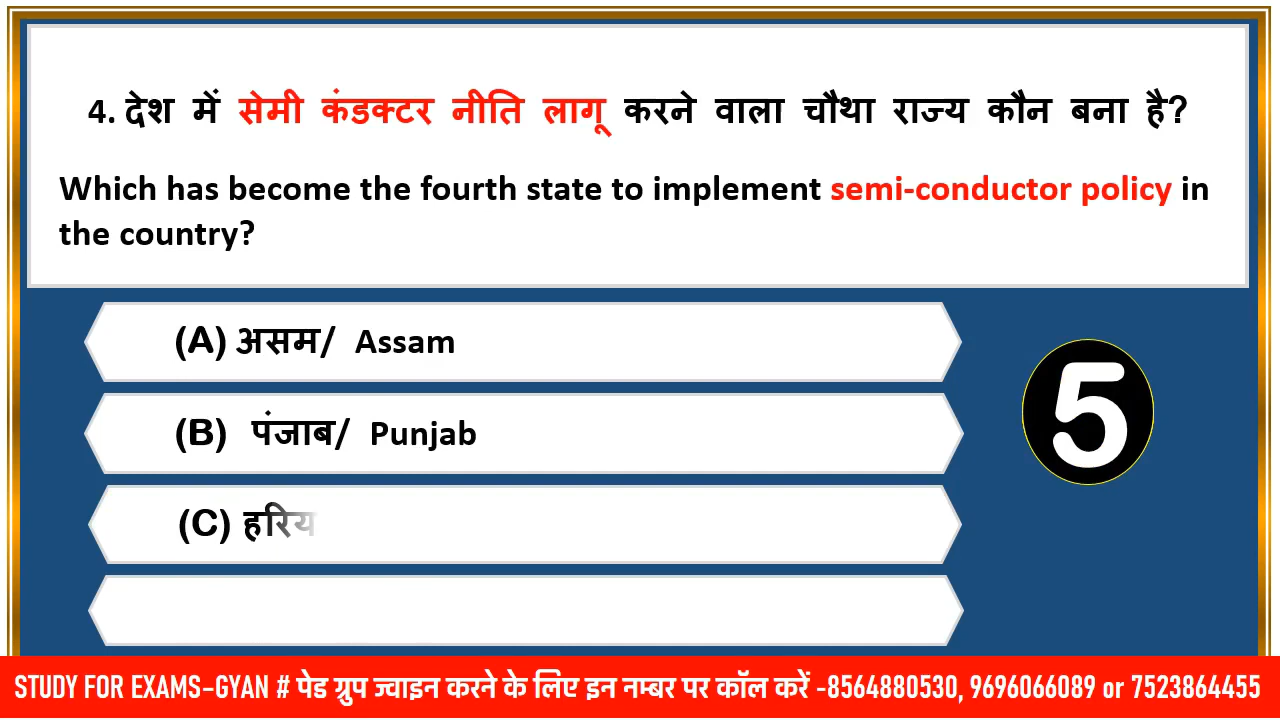 4. देश में सेमी कंडक्टर नीति लागू करने वाला चौथा राज्य कौन बना है?
Which has become the fourth state to implement semi-conductor policy in
the country?
(A) असम/ Assam
(B) पंजाब/ Punjab
5
(C) हरिय
STUDY FOR EXAMS-GYAN # पेड ग्रुप ज्वाइन करने के लिए इन नम्बर पर कॉल करें -8564880530, 9696066089 or 7523864455